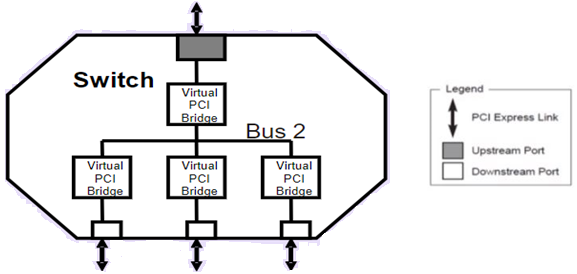 Switch
Virtual
PCI
Bridge
Bus 2
Virtual
PCI
Bridge
Virtual
PCI
Bridge
Virtual
PCI
Bridge
Legend
PCI Express Link
Upstream Port
Downstream Port